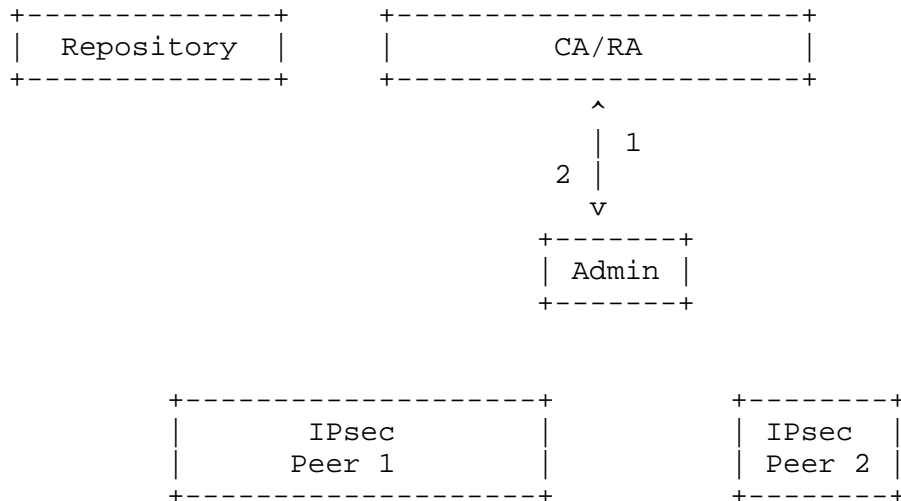 Repository CA/RA
1
2
Admin
IPsec IPsec
Peer 1 Peer 2